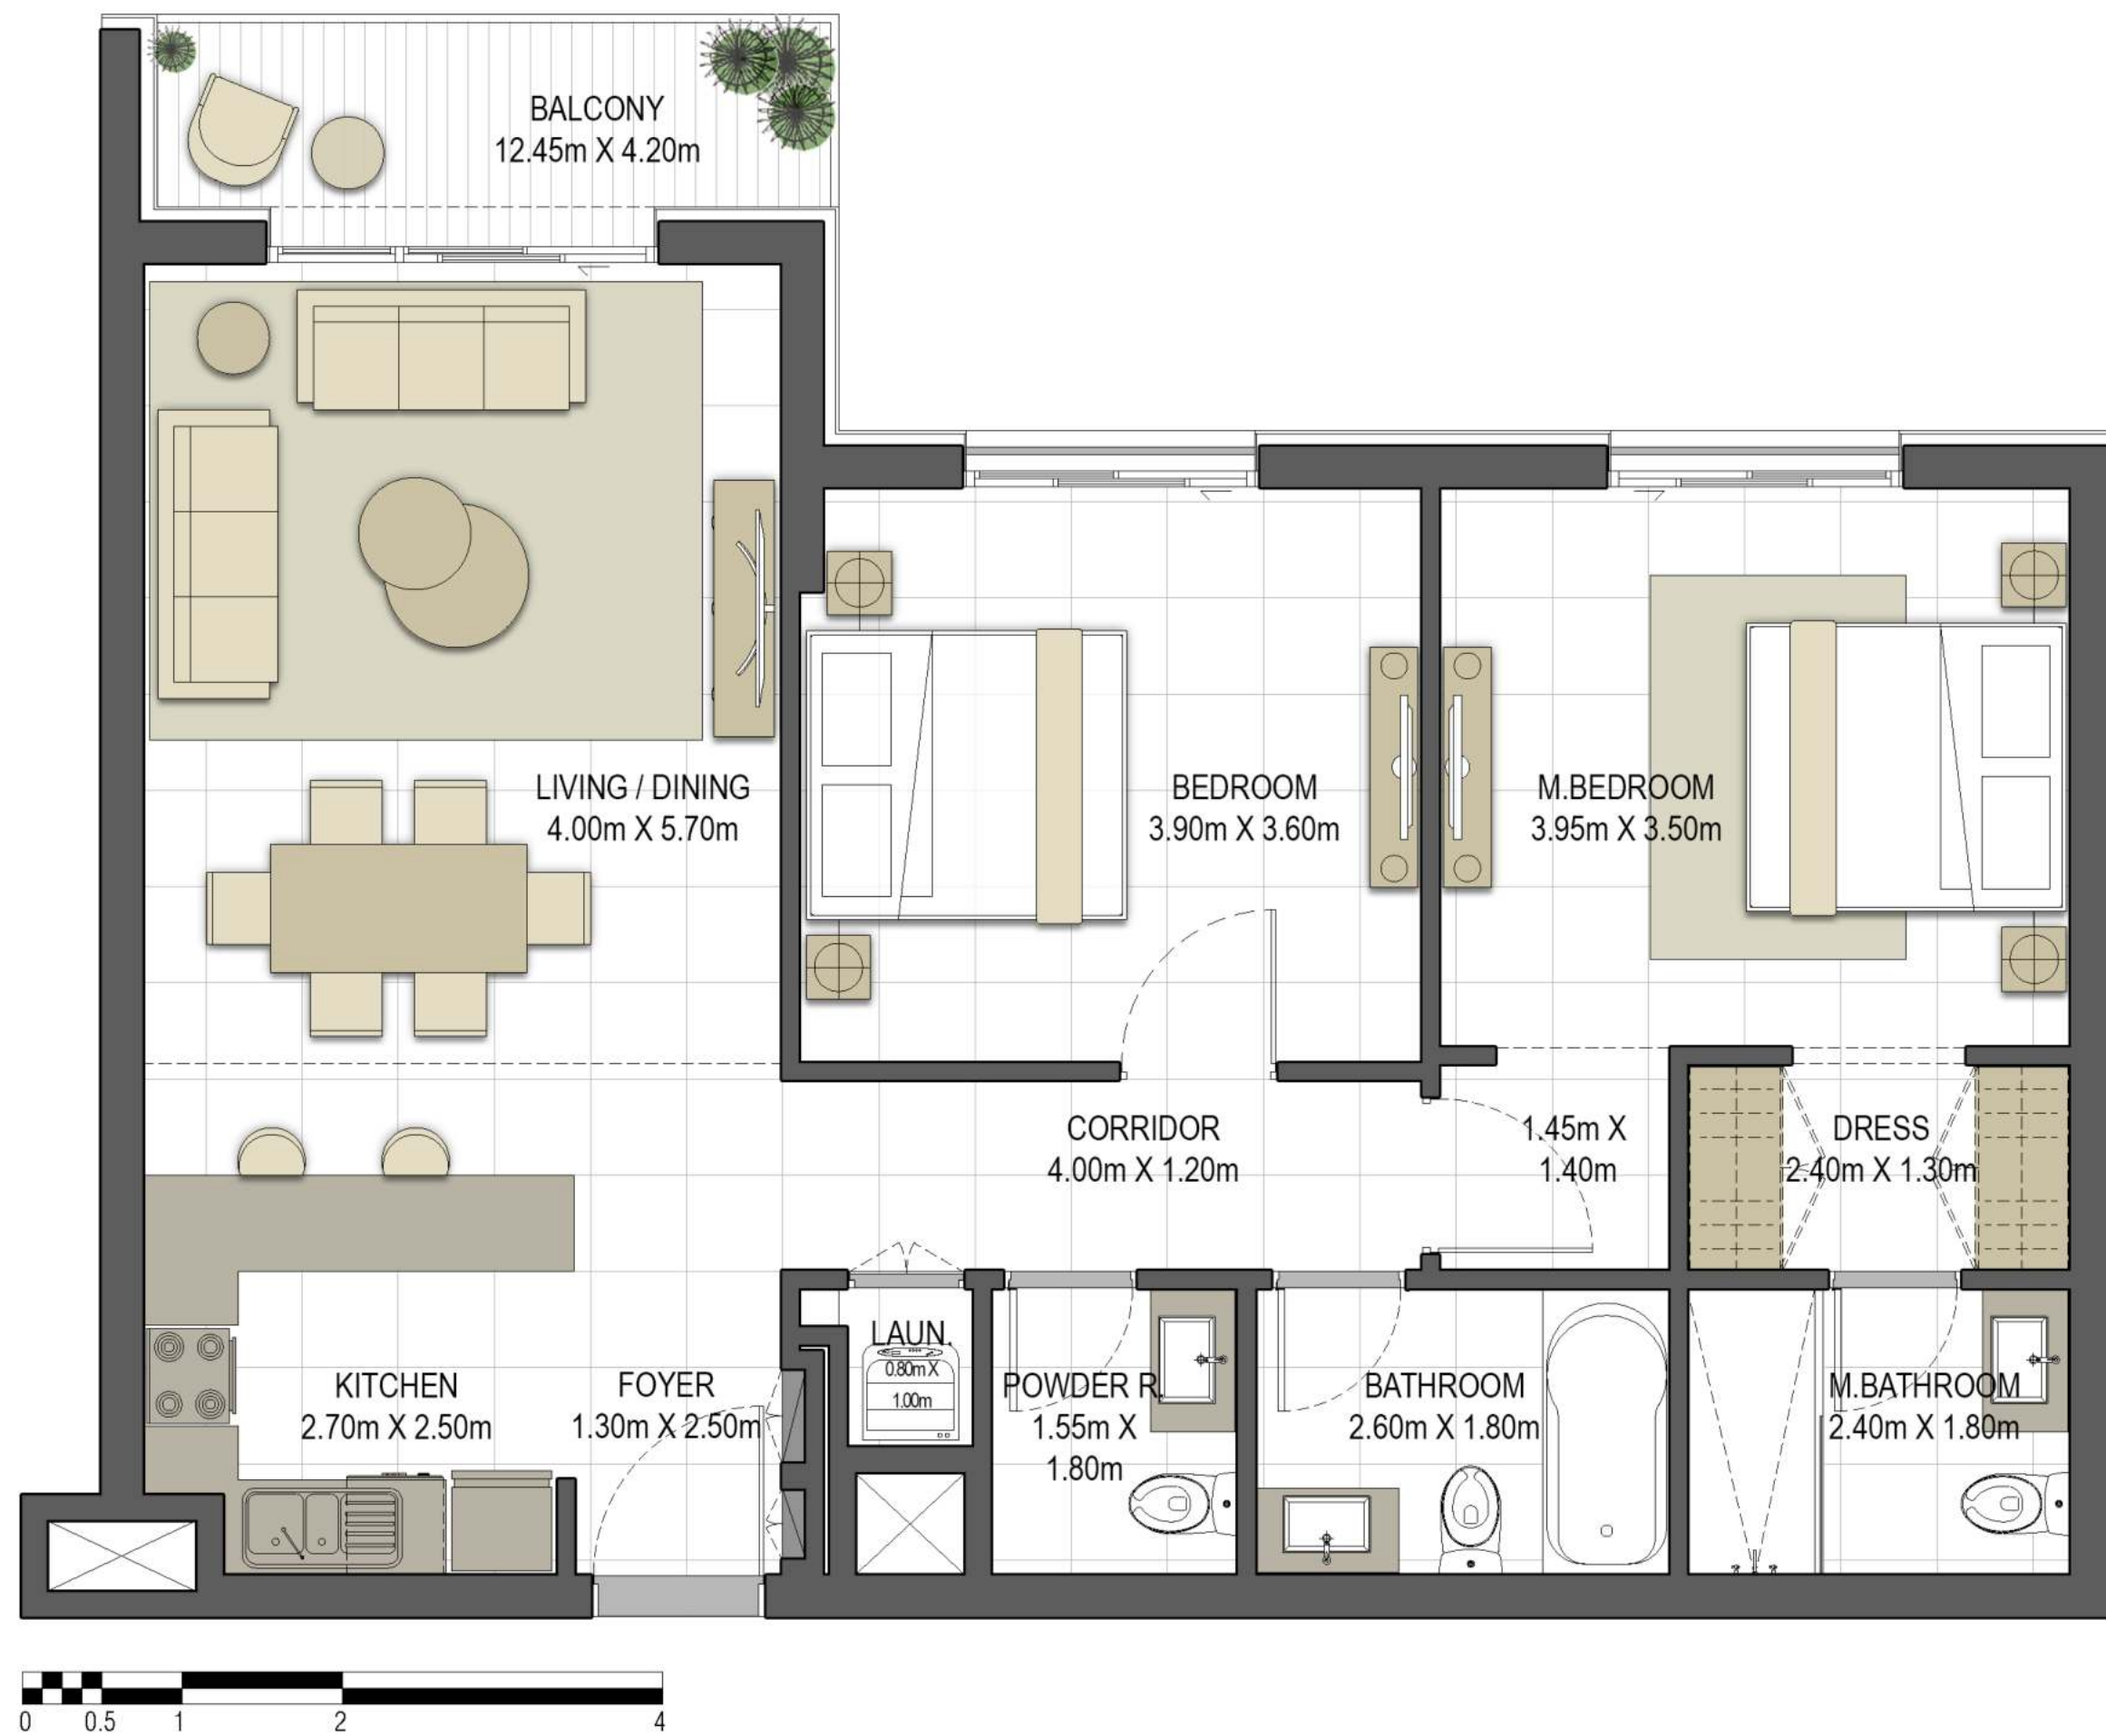 BALCONY
12.45m X 4.20m
LIVING / DINING
4.00m X 5.70m
BEDROOM
3.90m X 3.60m
M.BEDROOM
3.95m X 3.50m
CORRIDOR
4.00m X 1.20m
1.45m X
1.40m
DRESS
2.40m X 1.30m
KITCHEN
2.70m X 2.50m
FOYER
1.30m X 2.50m
LAUN.
0.80m X
1.00m
POWDER R.
1.55m X
1.80m
BATHROOM
2.60m X 1.80m
M.BATHROOM
2.40m X 1.80m
0 0.5 1 2 4